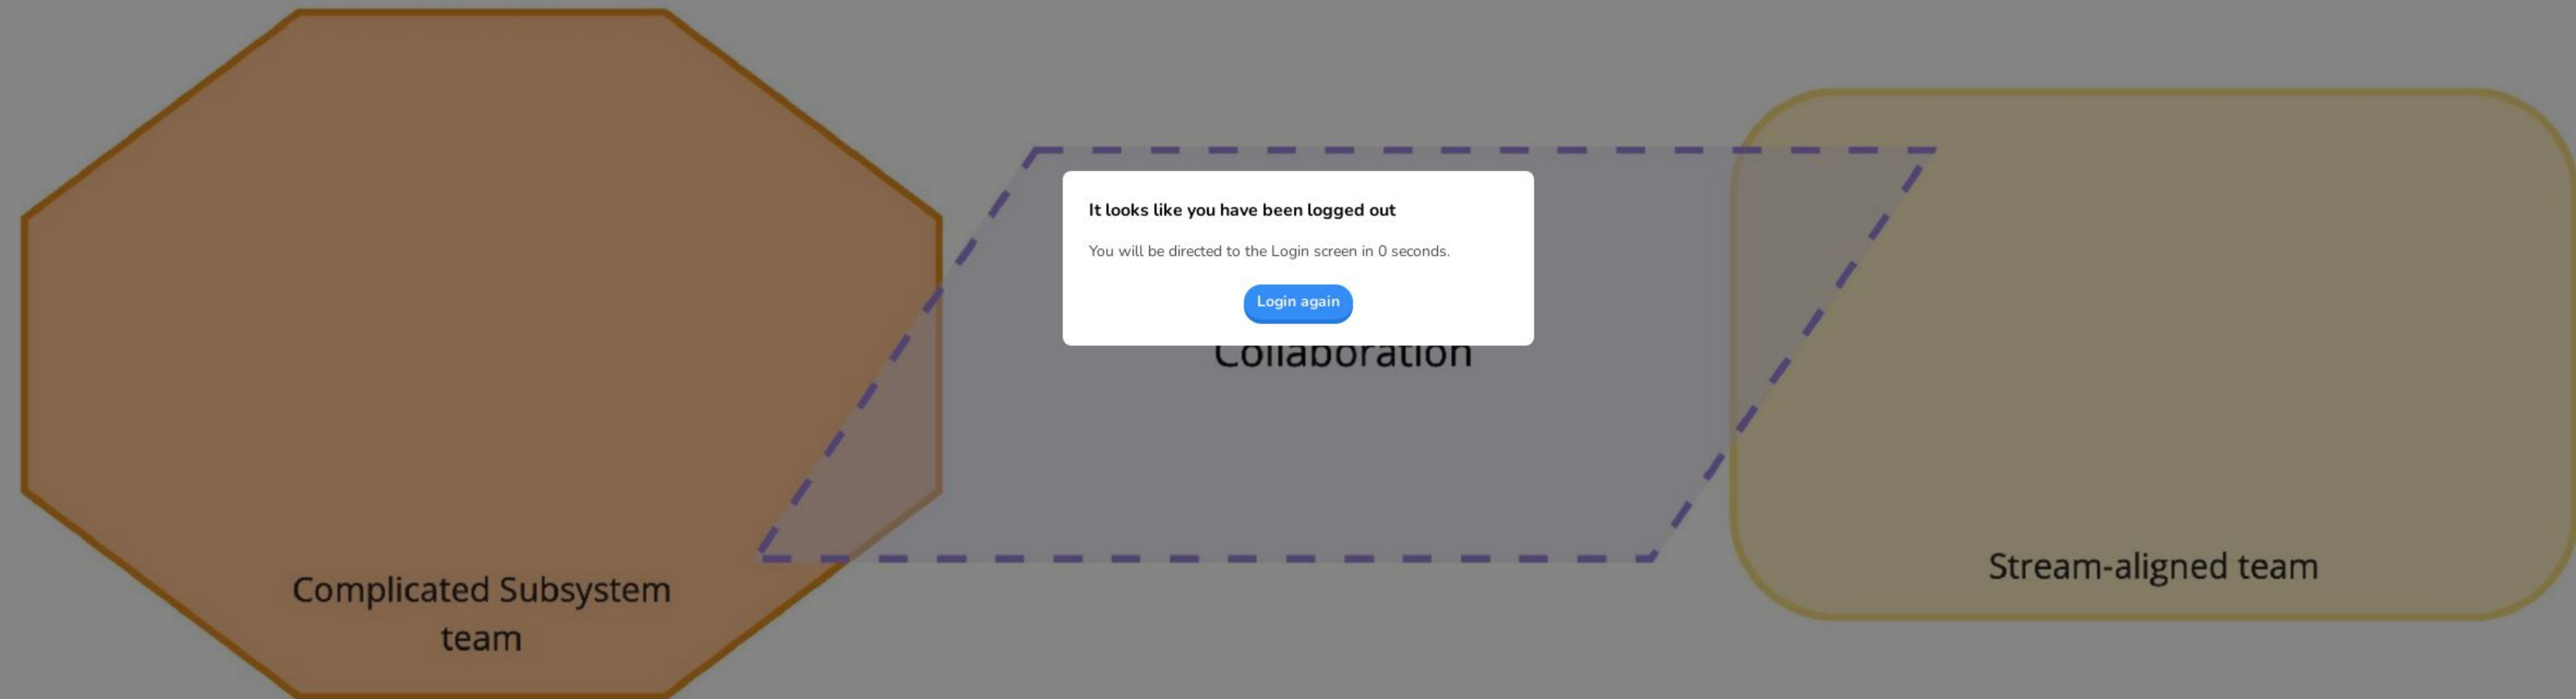 It looks like you have been logged out
You will be directed to the Login screen in 0 seconds.
Login again
Collaboration
Complicated Subsystem
team
Stream-aligned team